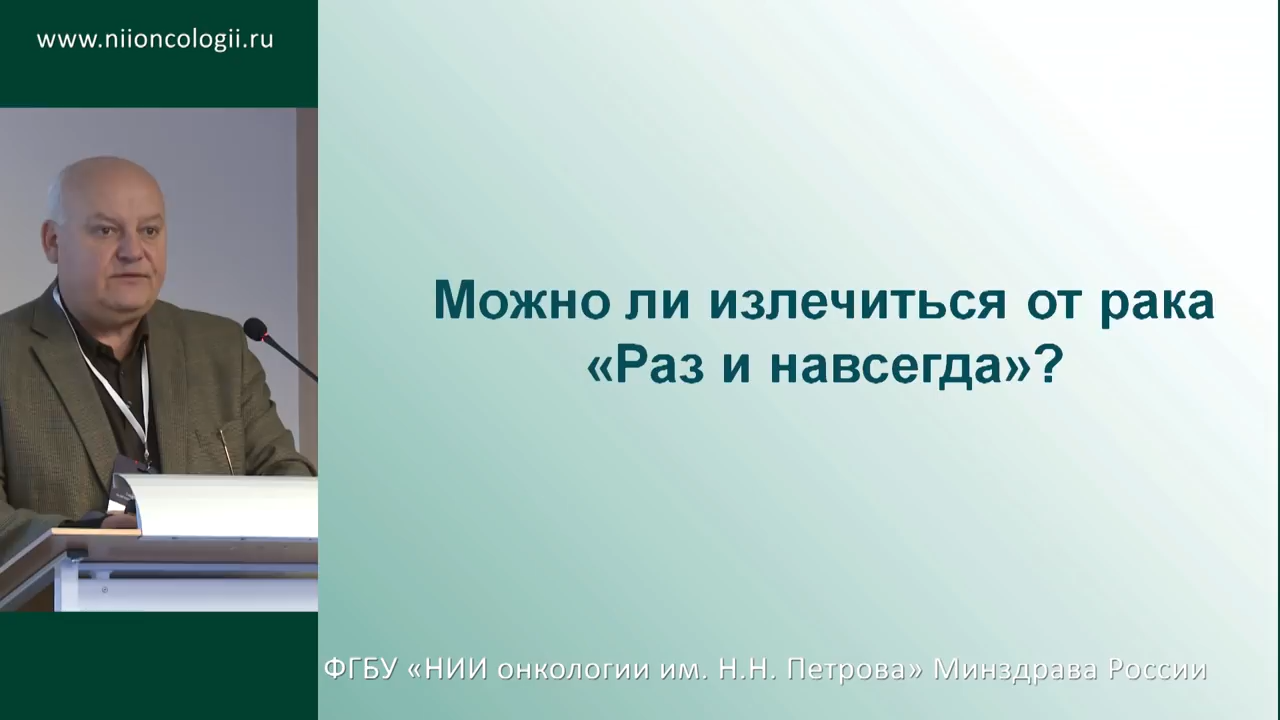 www.niioncologii.ru
Можно ли излечиться от рака
«Раз и навсегда»?
ФГБУ «НИИ онкологии им. Н.Н. Петрова» Минздрава России